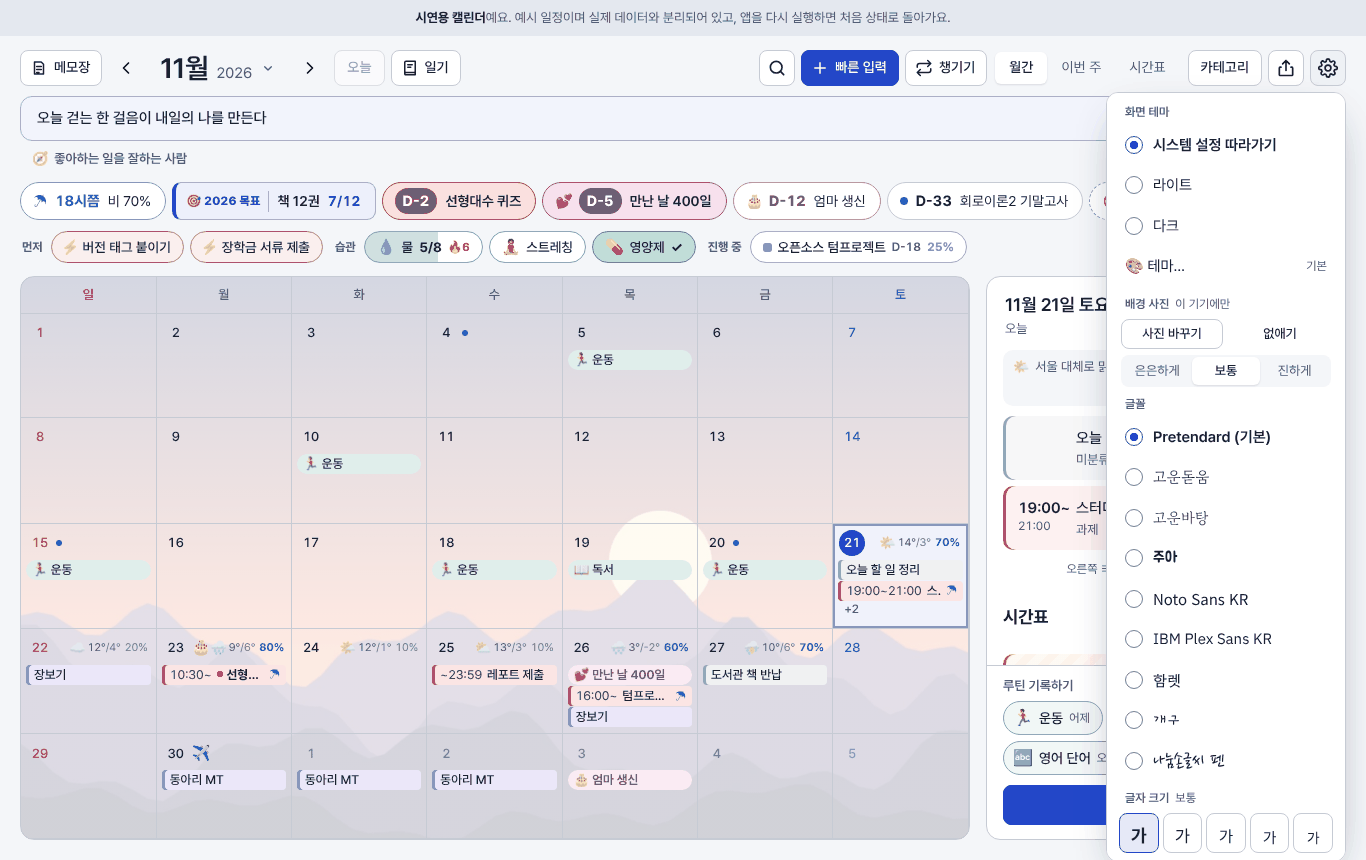 시연용 캘린더예요. 예시 일정이며 실제 데이터와 분리되어 있고, 앱을 다시 실행하면 처음 상태로 돌아가요.
메모장
11월 2026
오늘
일기
빠른 입력
챙기기
월간
이번 주
시간표
카테고리
오늘 걷는 한 걸음이 내일의 나를 만든다
좋아하는 일을 잘하는 사람
18시쯤 비 70%
2026 목표 책 12권 7/12
D-2 선형대수 퀴즈
D-5 만난 날 400일
D-12 엄마 생신
D-33 회로이론2 기말고사
먼저
버전 태그 붙이기
장학금 서류 제출
습관
물 5/8 6
스트레칭
영양제
진행 중
오픈소스 텀프로젝트 D-18 25%
일 월 화 수 목 금 토
1 2 3 4 5 6 7
운동
8 9 10 11 12 13 14
운동
15 16 17 18 19 20 21 14°/3° 70%
운동 운동 독서 운동 오늘 할 일 정리
19:00~21:00 스.
+2
22 12°/4° 20% 23 9°/6° 80% 24 12°/1° 10% 25 13°/3° 10% 26 3°/-2° 60% 27 10°/6° 70% 28
장보기 10:30~ 선형... ~23:59 레포트 제출 만난 날 400일 도서관 책 반납
16:00~ 텀프로...
장보기
29 30 1 2 3 4 5
동아리 MT 동아리 MT 동아리 MT 엄마 생신
11월 21일 토요
오늘
서울 대체로
오늘
미분류
19:00~ 스터디
21:00 과제
오른쪽
시간표
루틴 기록하기
운동 어제
영어 단어
화면 테마
시스템 설정 따라가기
라이트
다크
테마... 기본
배경 사진 이 기기에만
사진 바꾸기 없애기
은은하게 보통 진하게
글꼴
Pretendard (기본)
고운돋움
고운바탕
주아
Noto Sans KR
IBM Plex Sans KR
함렛
개구
나눔손글씨 펜
글자 크기 보통
가 가 가 가 가